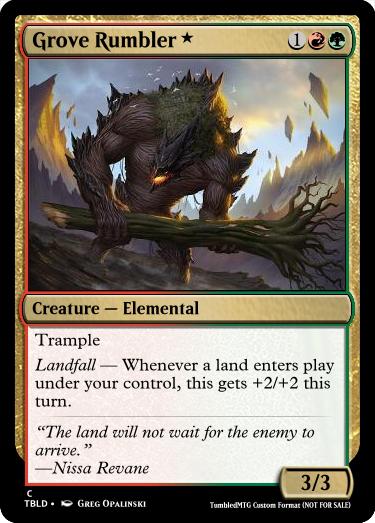 Grove Rumbler ★ 1
Creature — Elemental
Trample
Landfall — Whenever a land enters play
under your control, this gets +2/+2 this
turn.
“The land will not wait for the enemy to
arrive.”
—Nissa Revane
3/3
C
TBLD • Greg Opalinski
TumbledMTG Custom Format (NOT FOR SALE)